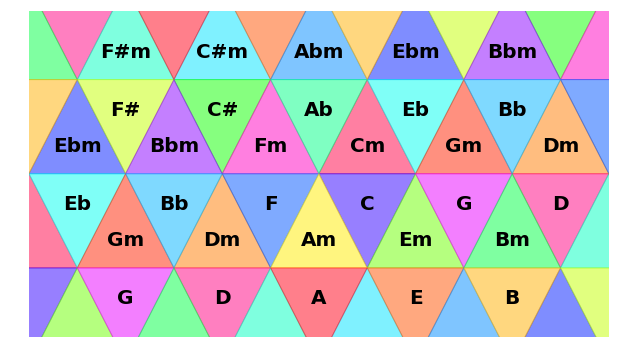 F#m C#m Abm Ebm Bbm
F# C# Ab Eb Bb
Ebm Bbm Fm Cm Gm Dm
Eb Bb F C G D
Gm Dm Am Em Bm
G D A E B